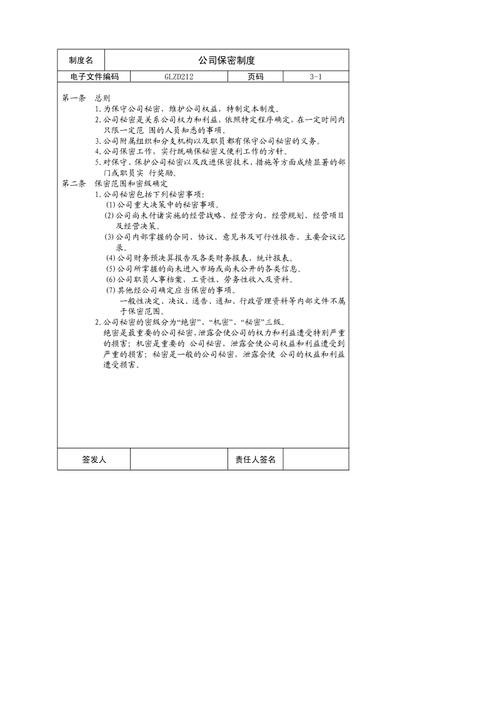 制度名 公司保密制度
电子文件编码 GLZD212 页码 3-1
第一条 总则
1.为保守公司秘密，维护公司权益，特制定本制度。
2.公司秘密是关系公司权力和利益，依照特定程序确定，在一定时间内
只限一定范 围的人员知悉的事项。
3.公司附属组织和分支机构以及职员都有保守公司秘密的义务。
4.公司保密工作，实行既确保秘密又便利工作的方针。
5.对保守、保护公司秘密以及改进保密技术、措施等方面成绩显著的部
门或职员实 行奖励。
第二条 保密范围和密级确定
1.公司秘密包括下列秘密事项：
(1)公司重大决策中的秘密事项。
(2)公司尚未付诸实施的经营战略、经营方向、经营规划、经营项目
及经营决策。
(3)公司内部掌握的合同、协议、意见书及可行性报告、主要会议记
录。
(4)公司财务预决算报告及各类财务报表、统计报表。
(5)公司所掌握的尚未进入市场或尚未公开的各类信息。
(6)公司职员人事档案，工资性、劳务性收入及资料。
(7)其他经公司确定应当保密的事项。
一般性决定、决议、通告、通知、行政管理资料等内部文件不属
于保密范围。
2.公司秘密的密级分为“绝密”、“机密”、“秘密”三级。
绝密是最重要的公司秘密，泄露会使公司的权力和利益遭受特别严重
的损害；机密是重要的 公司秘密，泄露会使公司权益和利益遭受到
严重的损害；秘密是一般的公司秘密，泄露会使 公司的权益和利益
遭受损害。
签发人 责任人签名